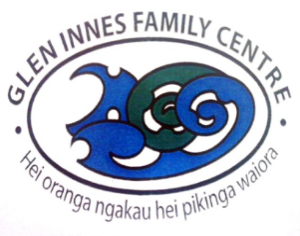 • GLEN INNES FAMILY CENTRE •
Hei oranga ngakau hei pikinga waiora